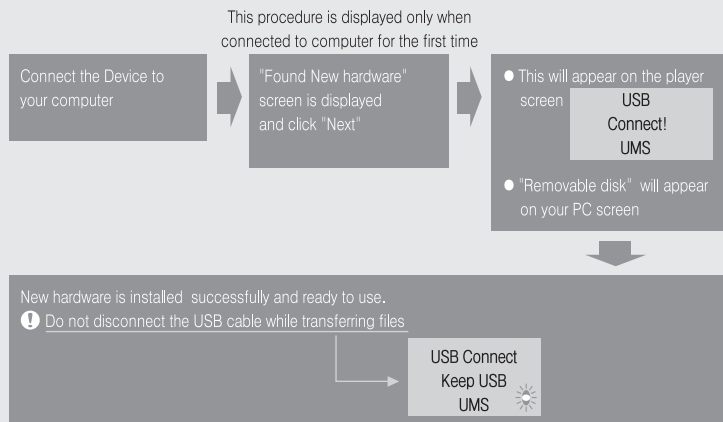 This procedure is displayed only when
connected to computer for the first time
Connect the Device to
your computer
"Found New hardware"
screen is displayed
and click "Next"
● This will appear on the player
screen
USB
Connect!
UMS
● "Removable disk" will appear
on your PC screen
New hardware is installed successfully and ready to use.
! Do not disconnect the USB cable while transferring files
USB Connect
Keep USB
UMS